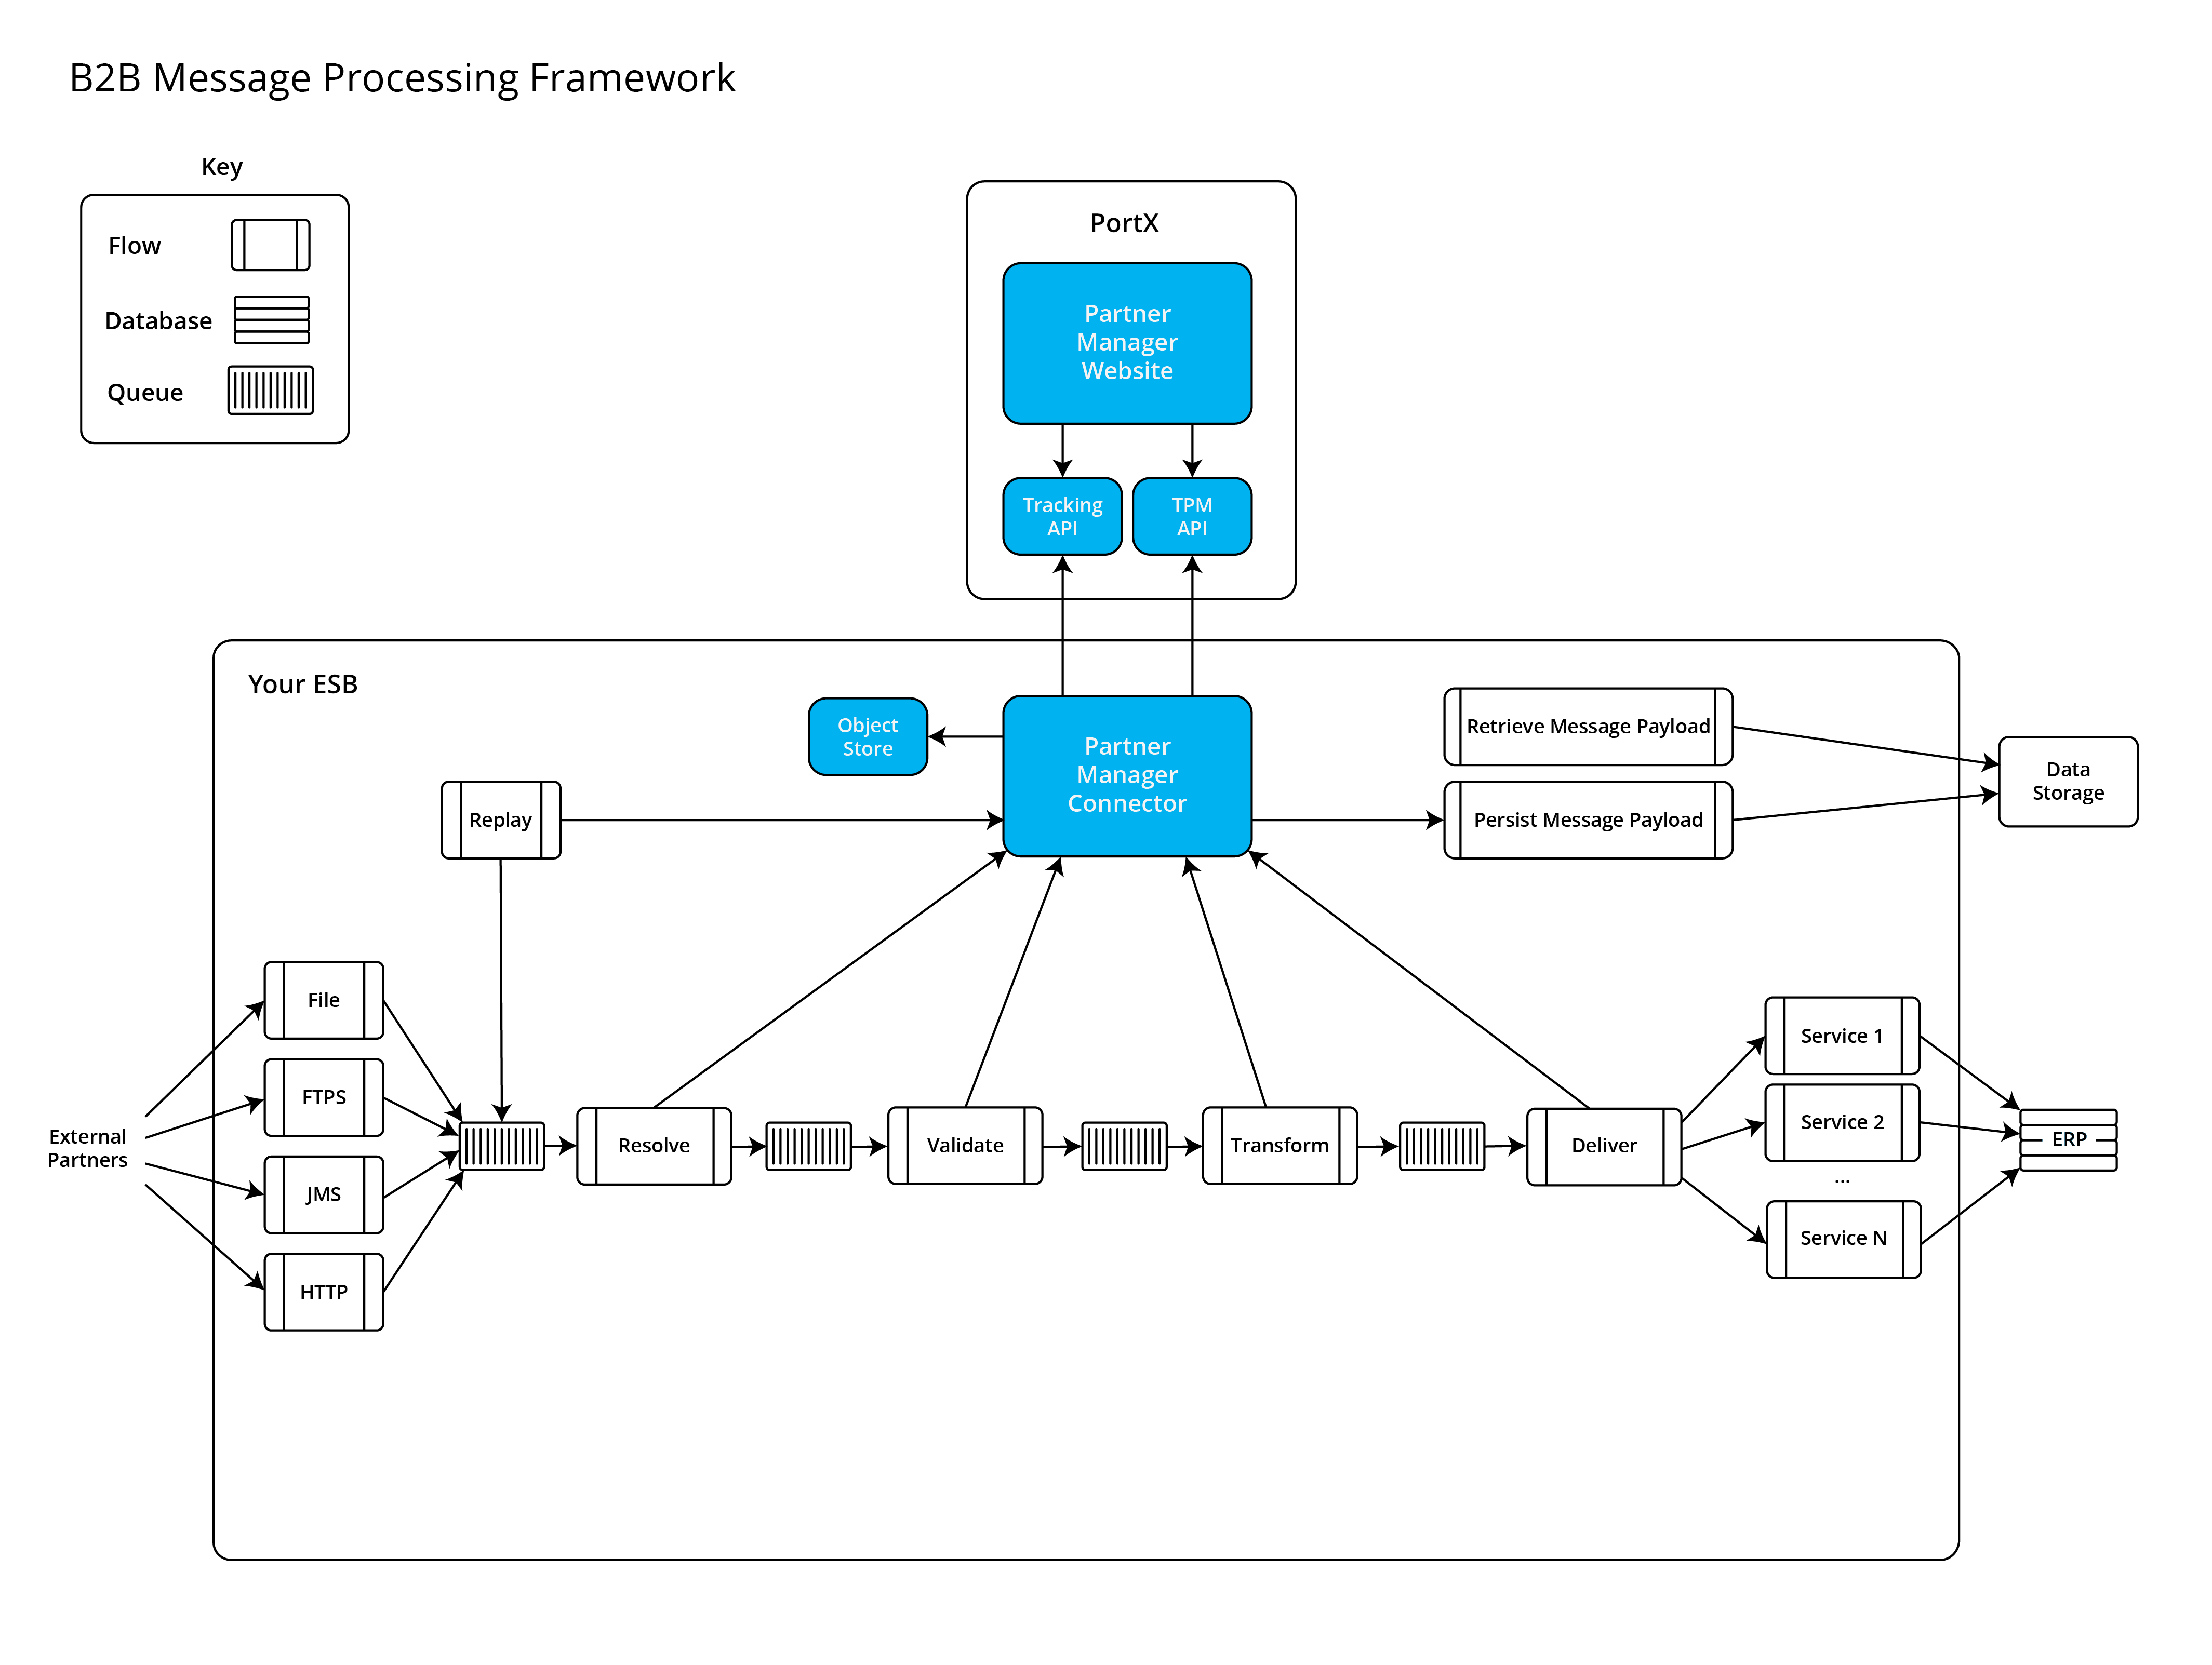 B2B Message Processing Framework
Key
Flow
Database
Queue
PortX
Partner
Manager
Website
Tracking
API
TPM
API
Your ESB
Object
Store
Partner
Manager
Connector
Retrieve Message Payload
Persist Message Payload
Data
Storage
Replay
File
FTPS
JMS
HTTP
External
Partners
Resolve
Validate
Transform
Deliver
Service 1
Service 2
...
Service N
ERP